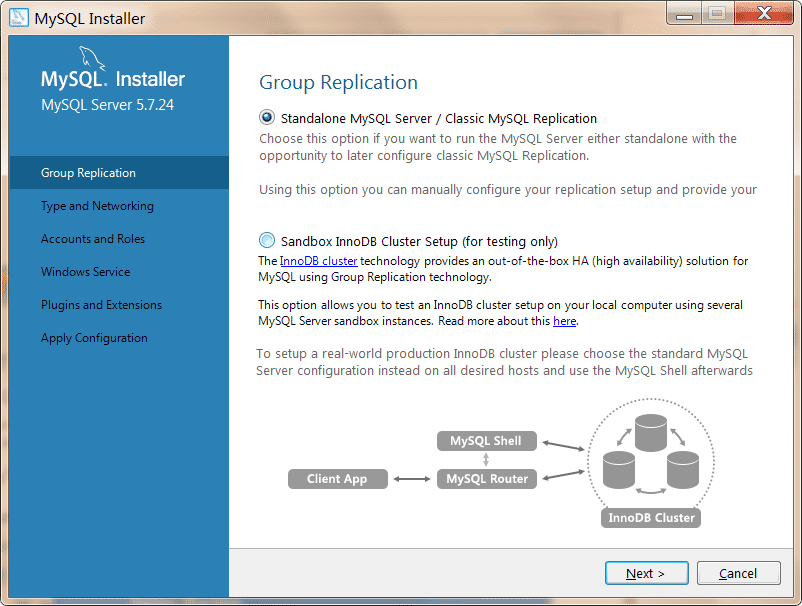 MySQL Installer
MySQL. Installer
MySQL Server 5.7.24
Group Replication
Type and Networking
Accounts and Roles
Windows Service
Plugins and Extensions
Apply Configuration
Group Replication
Standalone MySQL Server / Classic MySQL Replication
Choose this option if you want to run the MySQL Server either standalone with the
opportunity to later configure classic MySQL Replication.
Using this option you can manually configure your replication setup and provide your
Sandbox InnoDB Cluster Setup (for testing only)
The InnoDB cluster technology provides an out-of-the-box HA (high availability) solution for
MySQL using Group Replication technology.
This option allows you to test an InnoDB cluster setup on your local computer using several
MySQL Server sandbox instances. Read more about this here.
To setup a real-world production InnoDB cluster please choose the standard MySQL
Server configuration instead on all desired hosts and use the MySQL Shell afterwards
MySQL Shell
Client App
MySQL Router
InnoDB Cluster
Next >
Cancel